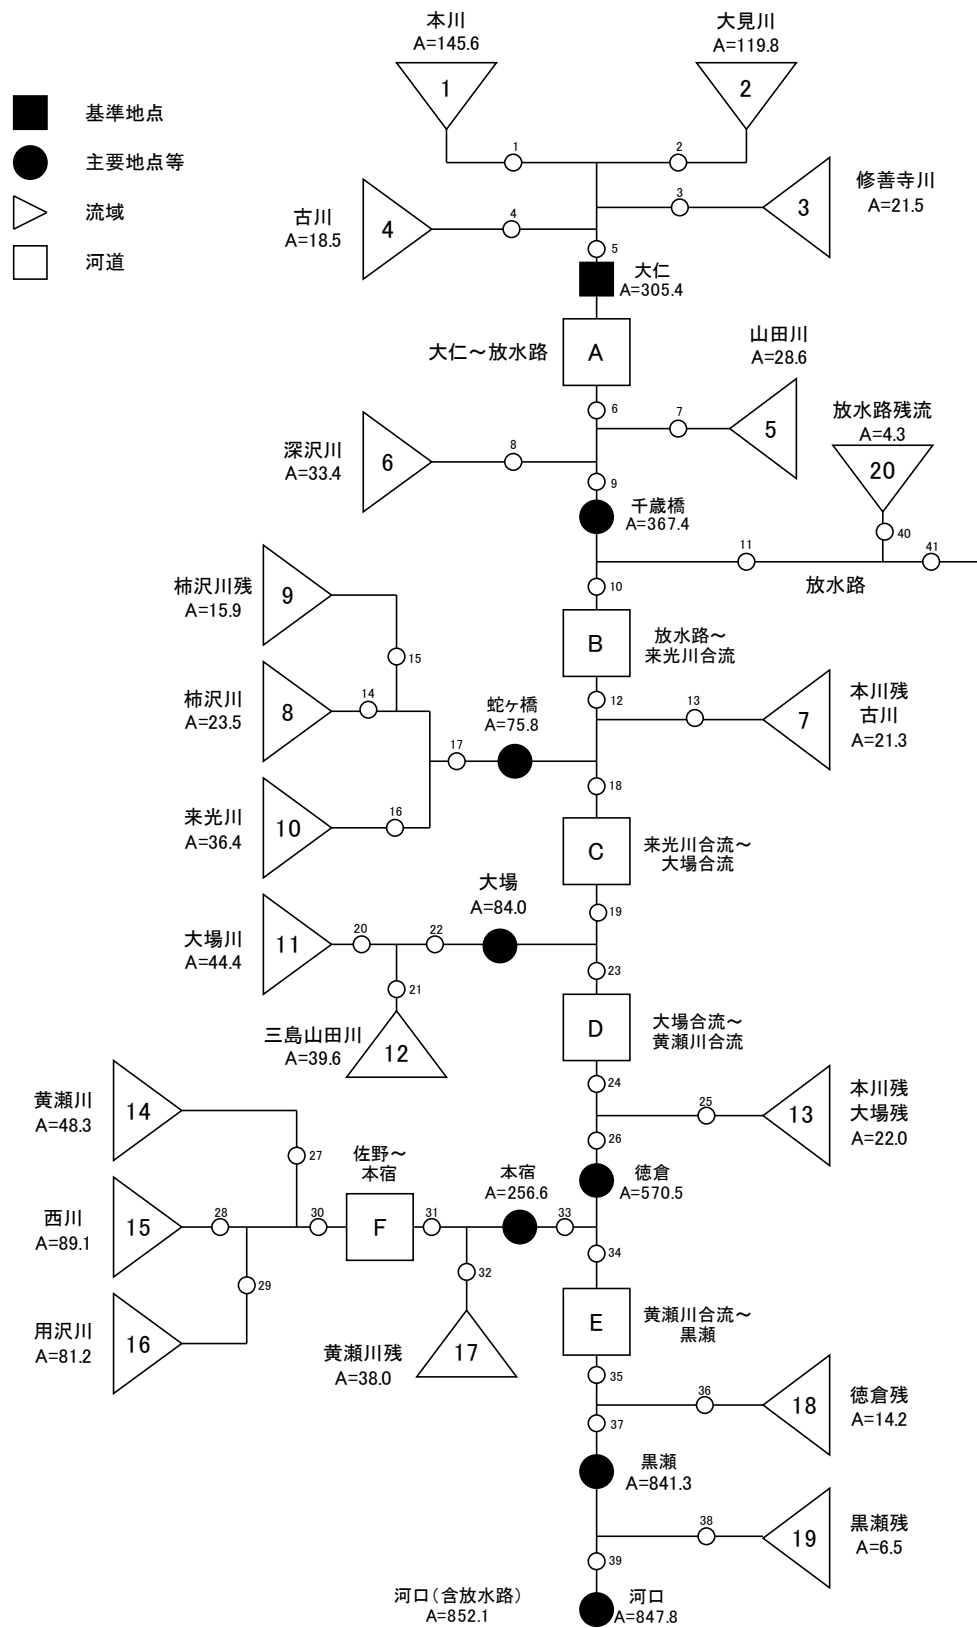 本川
A=145.6
1
大見川
A=119.8
2
基準地点
主要地点等
流域
河道
1
2
古川
A=18.5
4
4
3
3
修善寺川
A=21.5
5
大仁
A=305.4
大仁～放水路
A
山田川
A=28.6
6
7
5
深沢川
A=33.4
6
8
9
千歳橋
A=367.4
放水路残流
A=4.3
20
40
11
41
放水路
10
柿沢川残
A=15.9
9
15
B
放水路～
来光川合流
柿沢川
A=23.5
8
14
12
13
本川残
古川
A=21.3
7
蛇ヶ橋
A=75.8
17
18
来光川
A=36.4
10
16
C
来光川合流～
大場合流
大場
A=84.0
19
大場川
A=44.4
11
20
22
21
23
三島山田川
A=39.6
12
D
大場合流～
黄瀬川合流
24
黄瀬川
A=48.3
14
27
25
本川残
大場残
A=22.0
13
26
佐野～
本宿
本宿
A=256.6
徳倉
A=570.5
西川
A=89.1
15
28
30
F
31
33
29
32
34
用沢川
A=81.2
16
黄瀬川残
A=38.0
17
E
黄瀬川合流～
黒瀬
35
36
徳倉残
A=14.2
18
37
黒瀬
A=841.3
38
黒瀬残
A=6.5
19
39
河口（含放水路）
A=852.1
河口
A=847.8